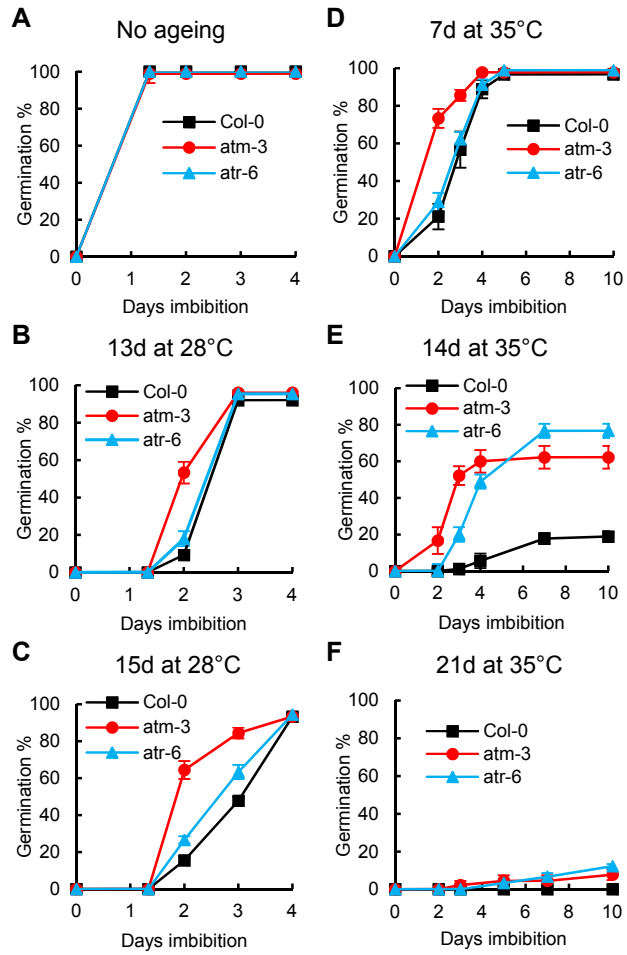 A
No ageing
Germination %
100
80
60
40
20
0
Col-0
atm-3
atr-6
0
1
2
3
4
Days imbibition
B
13d at 28°C
Germination %
100
80
60
40
20
0
Col-0
atm-3
atr-6
0
1
2
3
4
Days imbibition
C
15d at 28°C
Germination %
100
80
60
40
20
0
Col-0
atm-3
atr-6
0
1
2
3
4
Days imbibition
D
7d at 35°C
Germination %
100
80
60
40
20
0
Col-0
atm-3
atr-6
0
2
4
6
8
10
Days imbibition
E
14d at 35°C
Germination %
100
80
60
40
20
0
Col-0
atm-3
atr-6
0
2
4
6
8
10
Days imbibition
F
21d at 35°C
Germination %
100
80
60
40
20
0
Col-0
atm-3
atr-6
0
2
4
6
8
10
Days imbibition